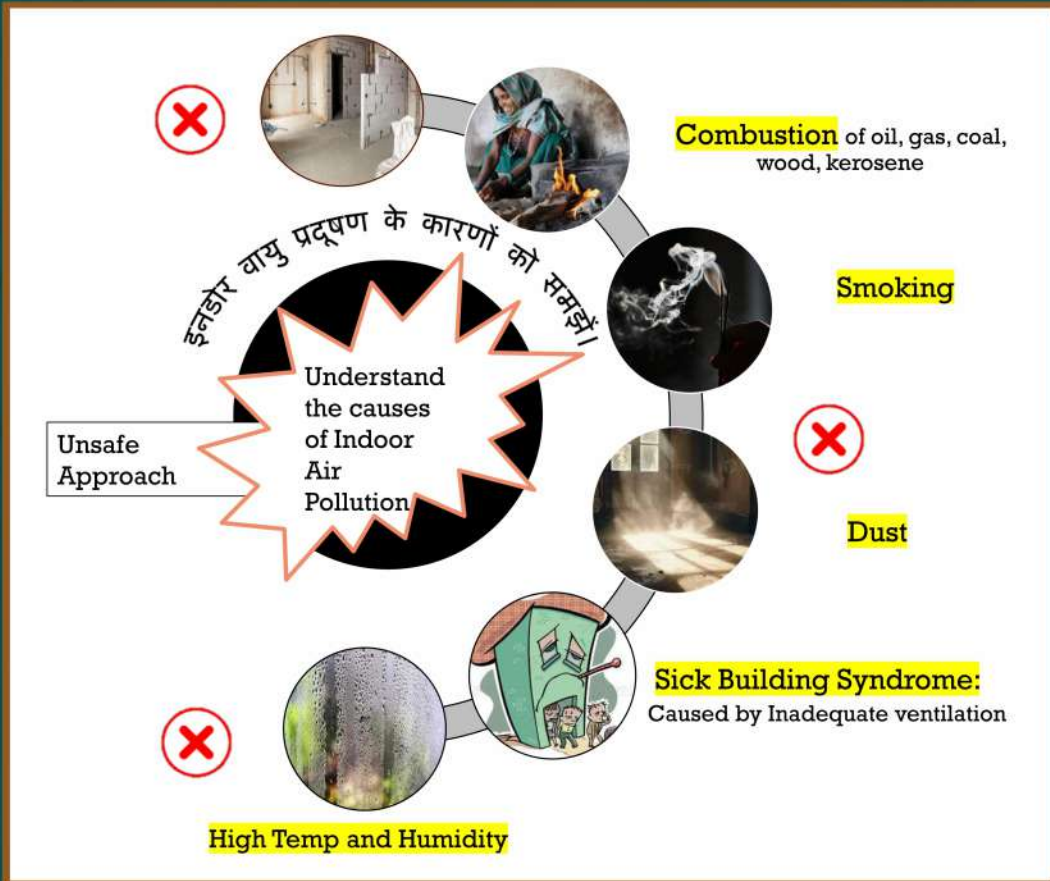 Combustion of oil, gas, coal,
wood, kerosene
इनडोर वायु प्रदूषण के कारणों को समझें।
Smoking
Understand
the causes
of Indoor
Air
Pollution
Unsafe
Approach
Dust
Sick Building Syndrome:
Caused by Inadequate ventilation
High Temp and Humidity